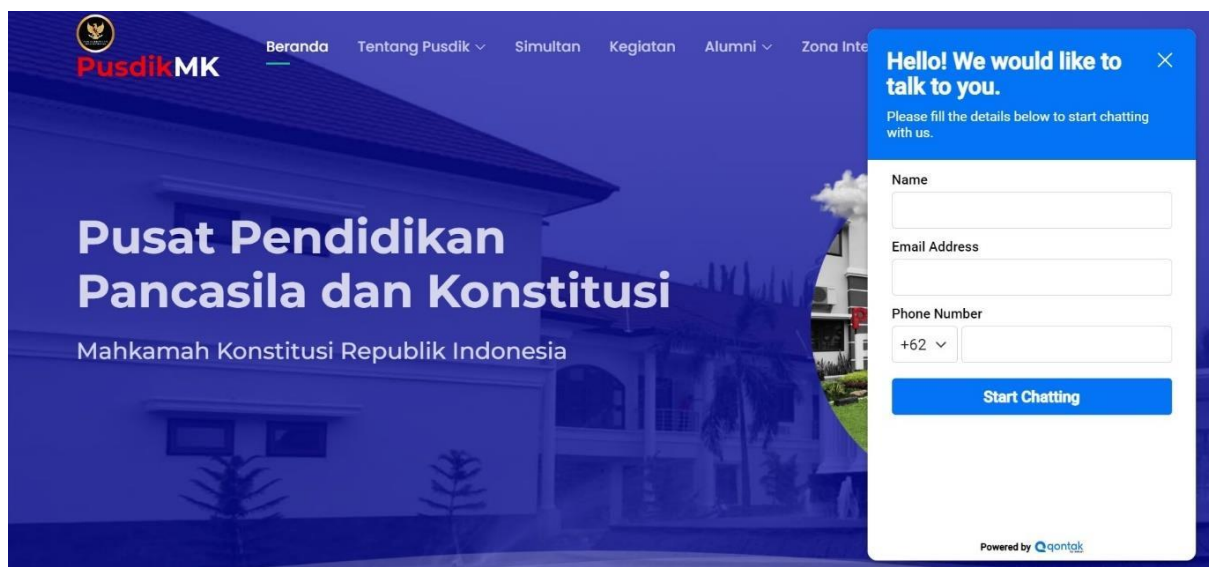 PusdikMK
Beranda Tentang Pusdik Simultan Kegiatan Alumni Zona Inte
Pusat Pendidikan
Pancasila dan Konstitusi
Mahkamah Konstitusi Republik Indonesia
Hello! We would like to
talk to you.
Please fill the details below to start chatting
with us.
Name
Email Address
Phone Number
+62
Start Chatting
Powered by qontak